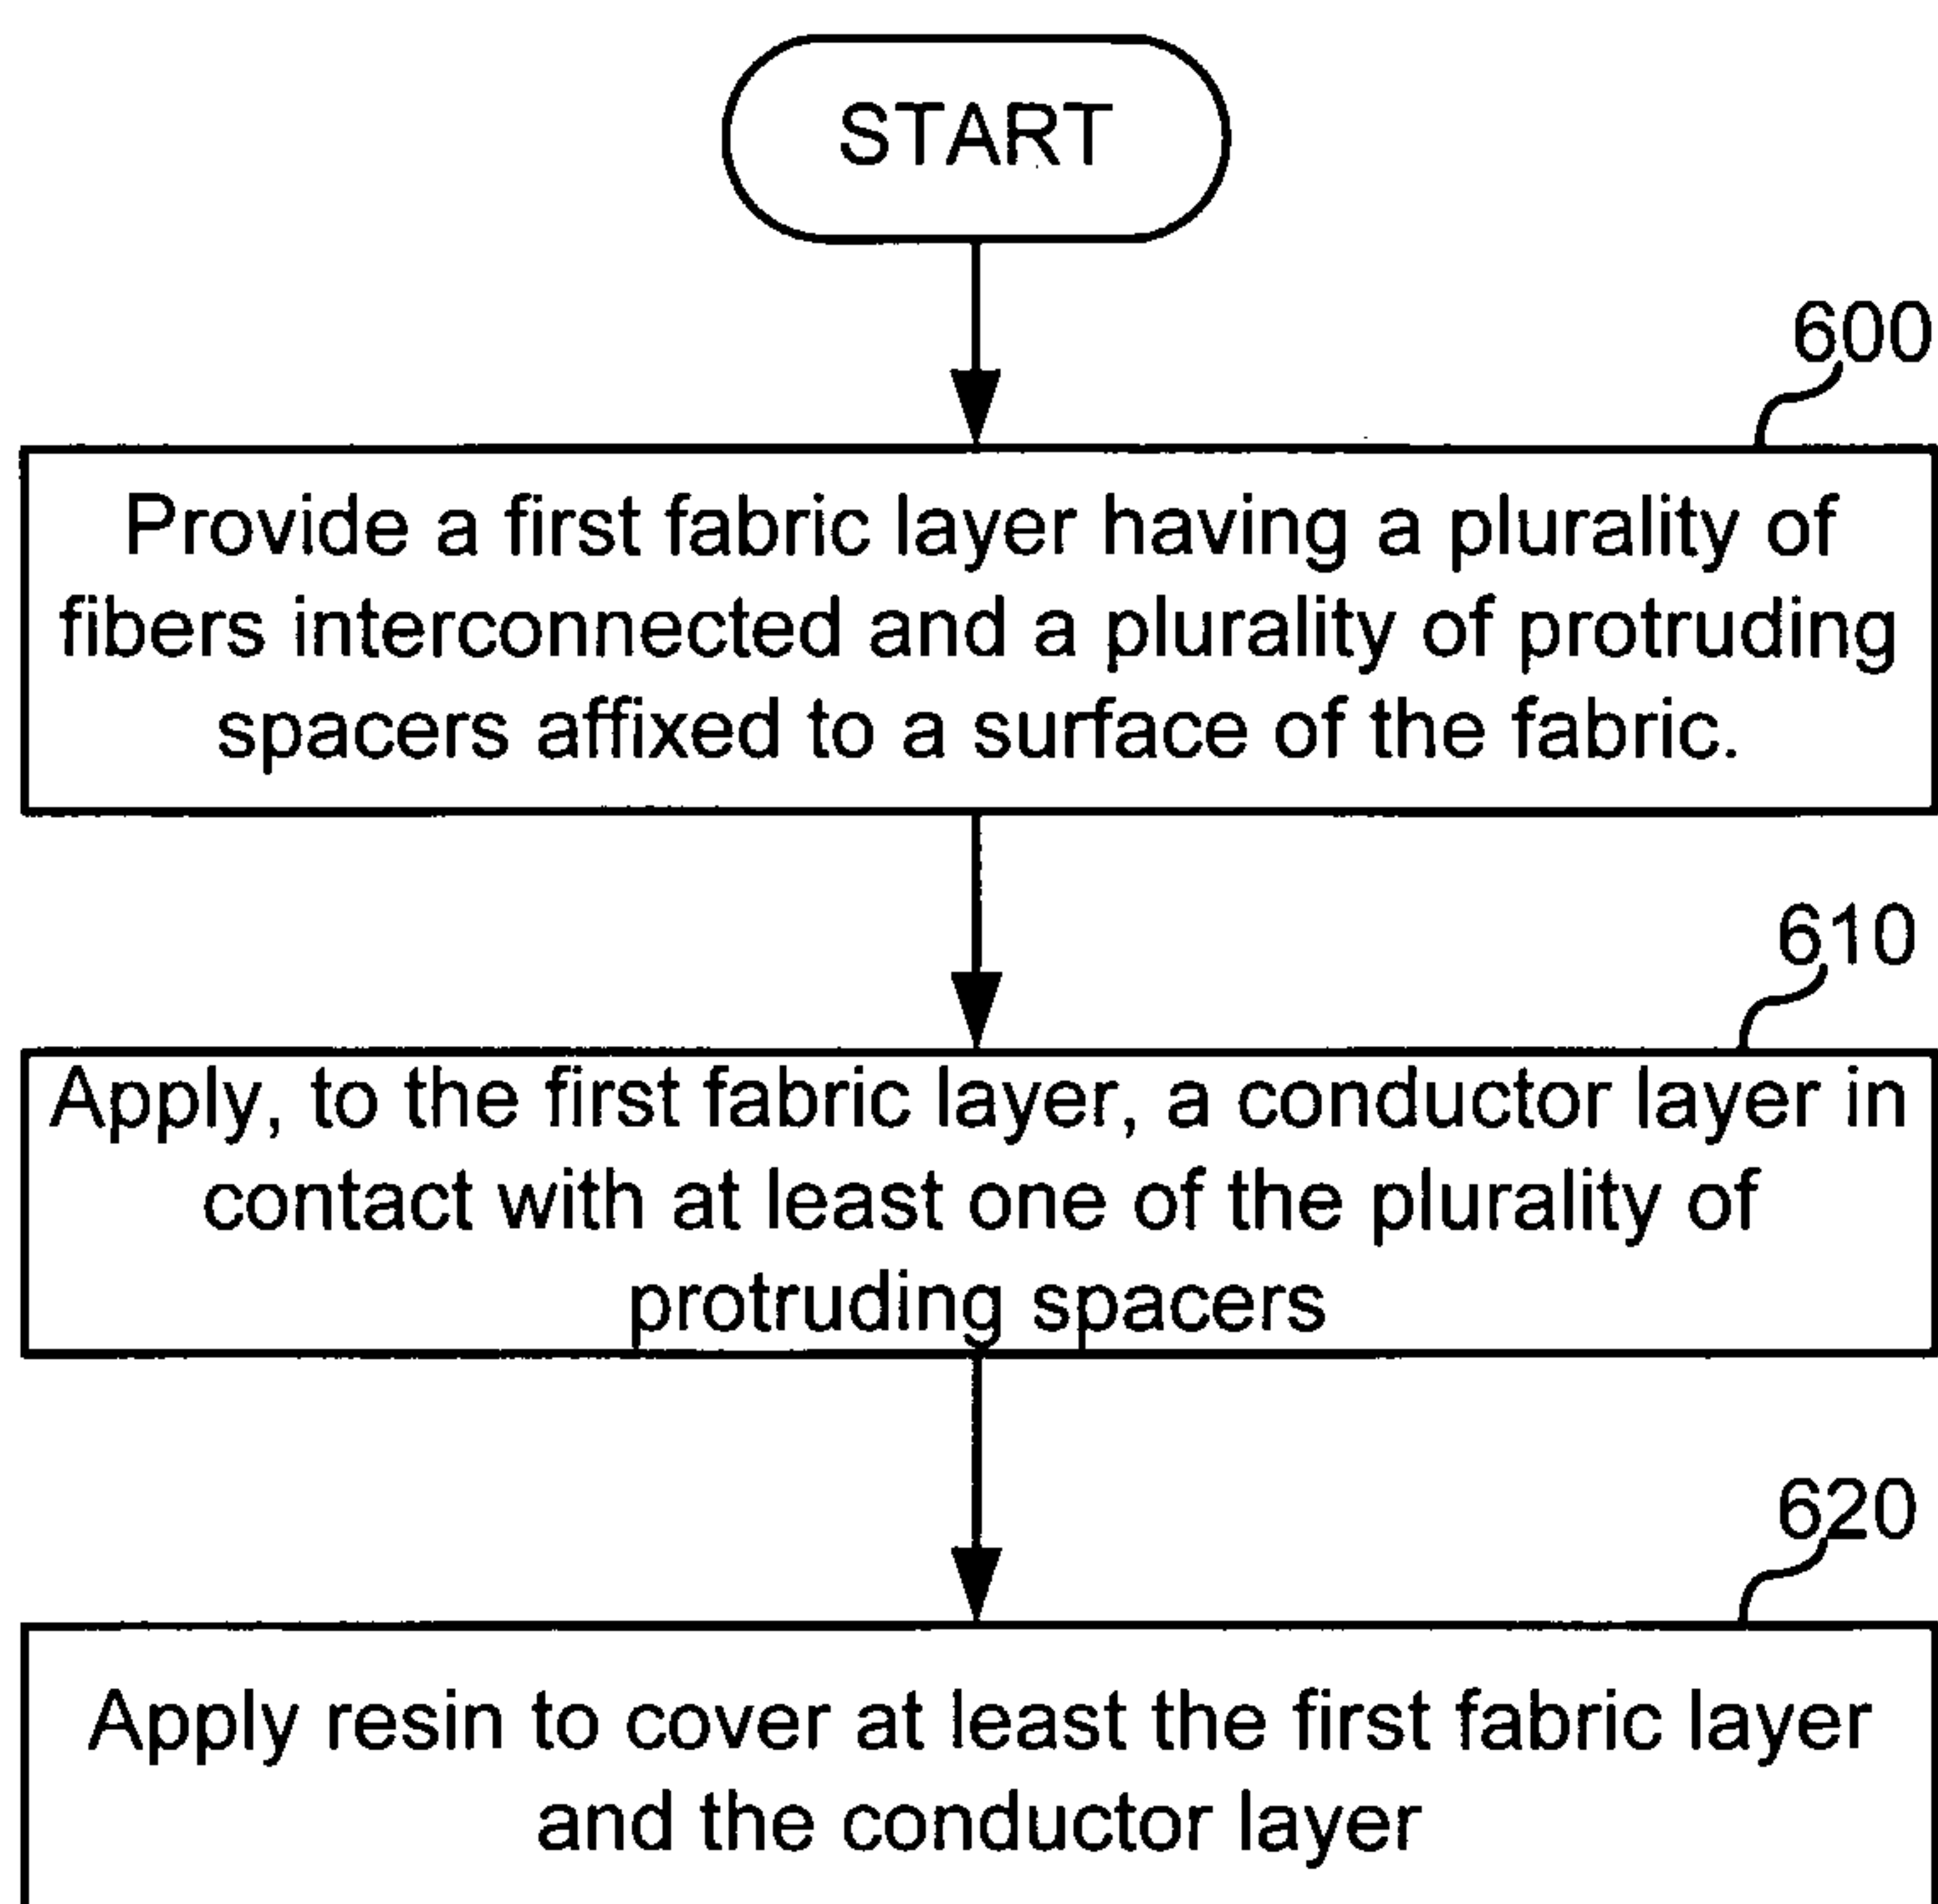 START
600
Provide a first fabric layer having a plurality of
fibers interconnected and a plurality of protruding
spacers affixed to a surface of the fabric.
610
Apply, to the first fabric layer, a conductor layer in
contact with at least one of the plurality of
protruding spacers
620
Apply resin to cover at least the first fabric layer
and the conductor layer